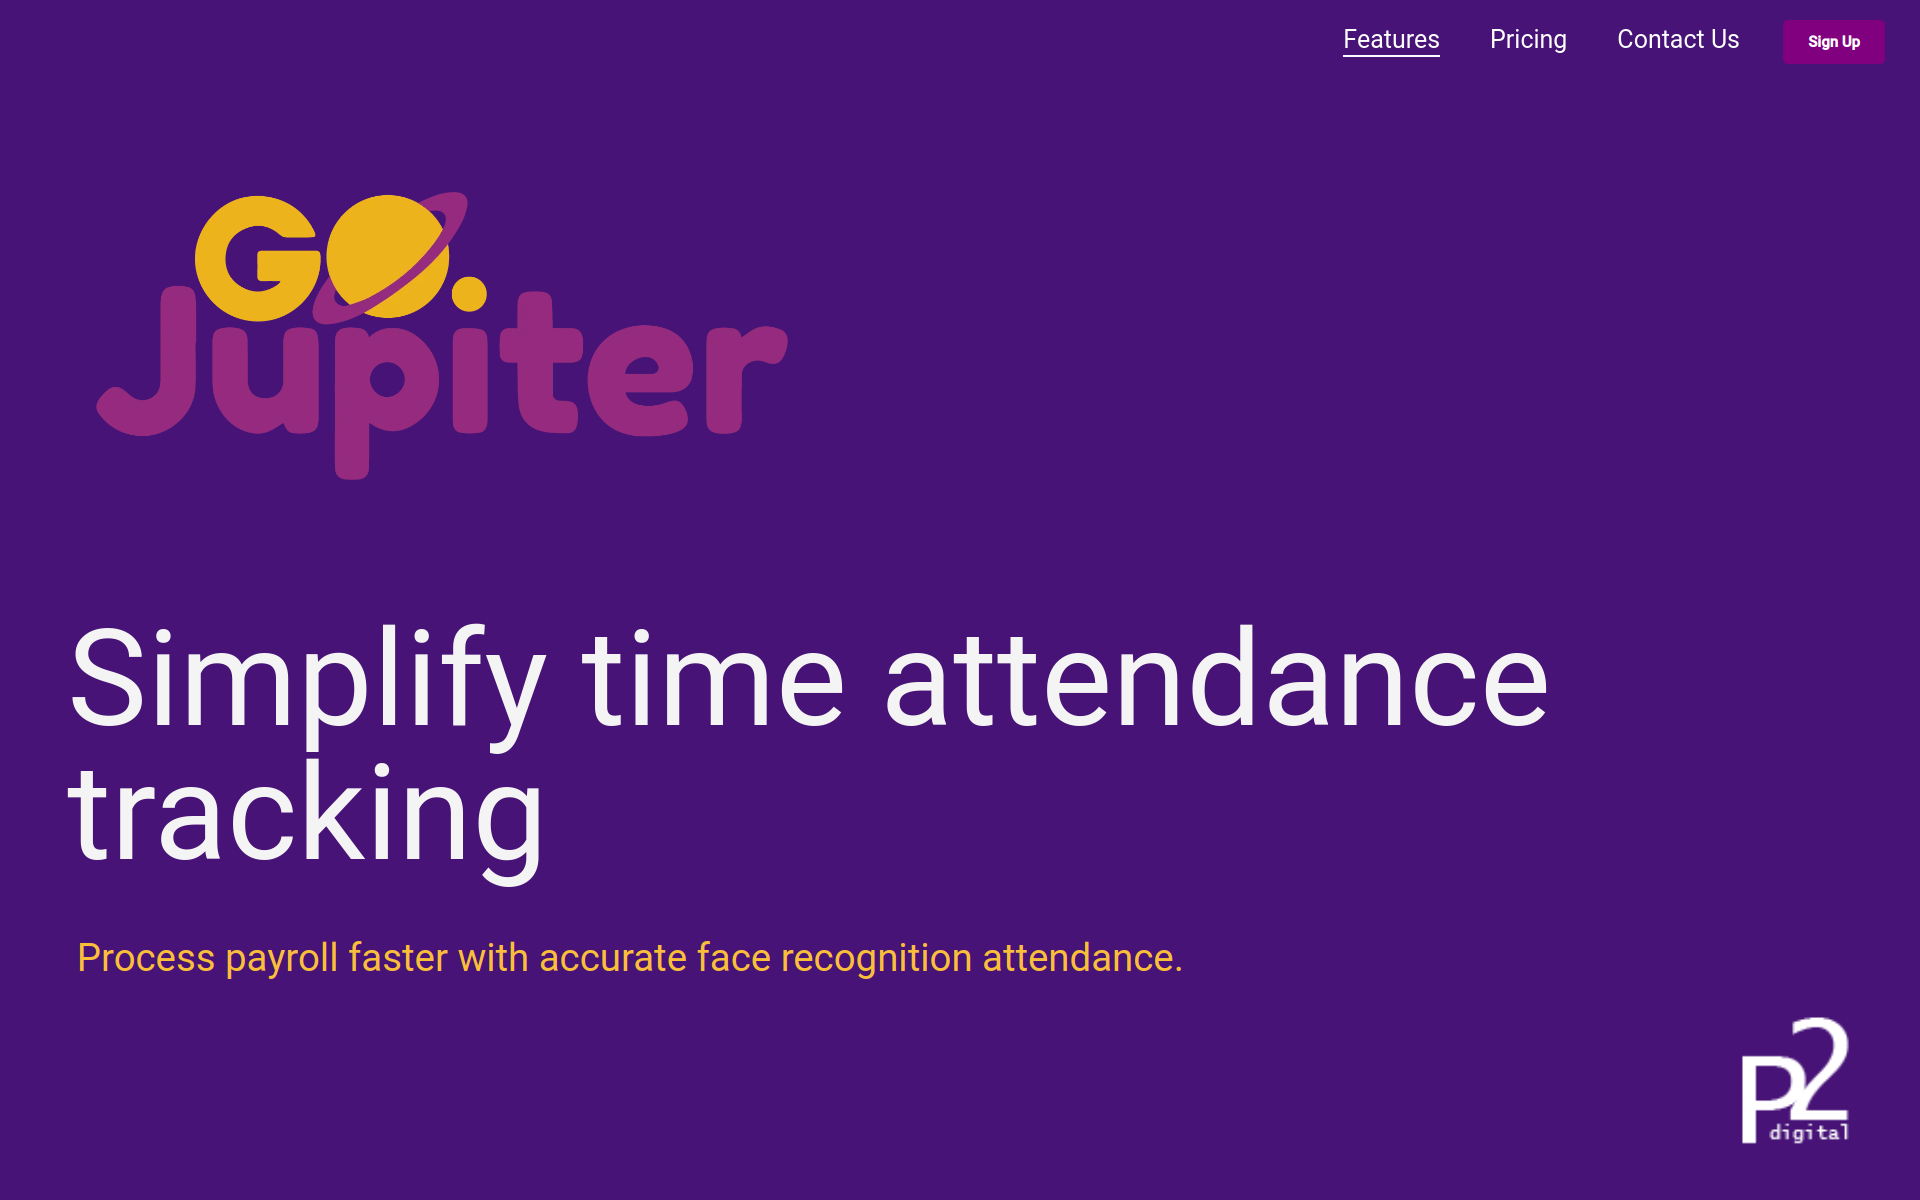 Features Pricing Contact Us Sign Up
GO.
Jupiter
Simplify time attendance
tracking
Process payroll faster with accurate face recognition attendance.
P2
digital